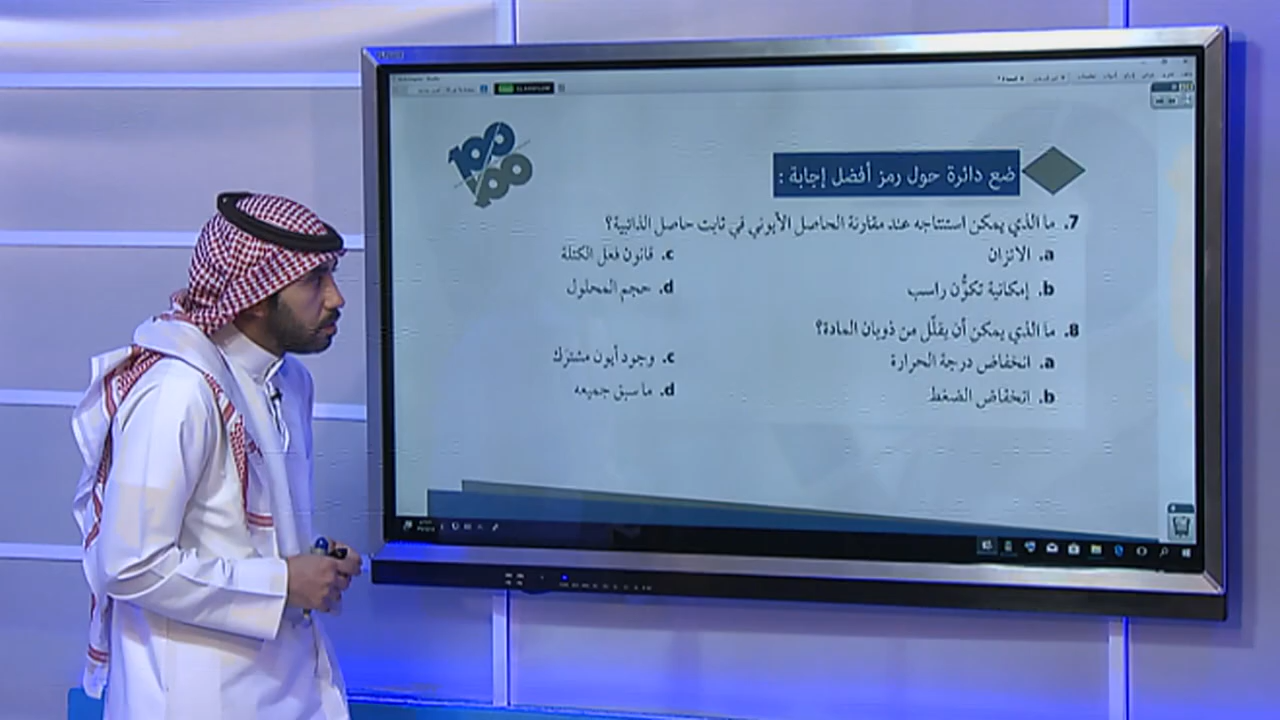 100
100
ضع دائرة حول رمز أفضل إجابة :
7. ما الذي يمكن استنتاجه عند مقارنة الحاصل الأيوني في ثابت حاصل الذائبية؟
a. الاتزان
c. قانون فعل الكتلة
b. إمكانية تكوُّن راسب
d. حجم المحلول
8. ما الذي يمكن أن يقلّل من ذوبان المادة؟
a. انخفاض درجة الحرارة
c. وجود أيون مشترك
b. انخفاض الضغط
d. ما سبق جميعه